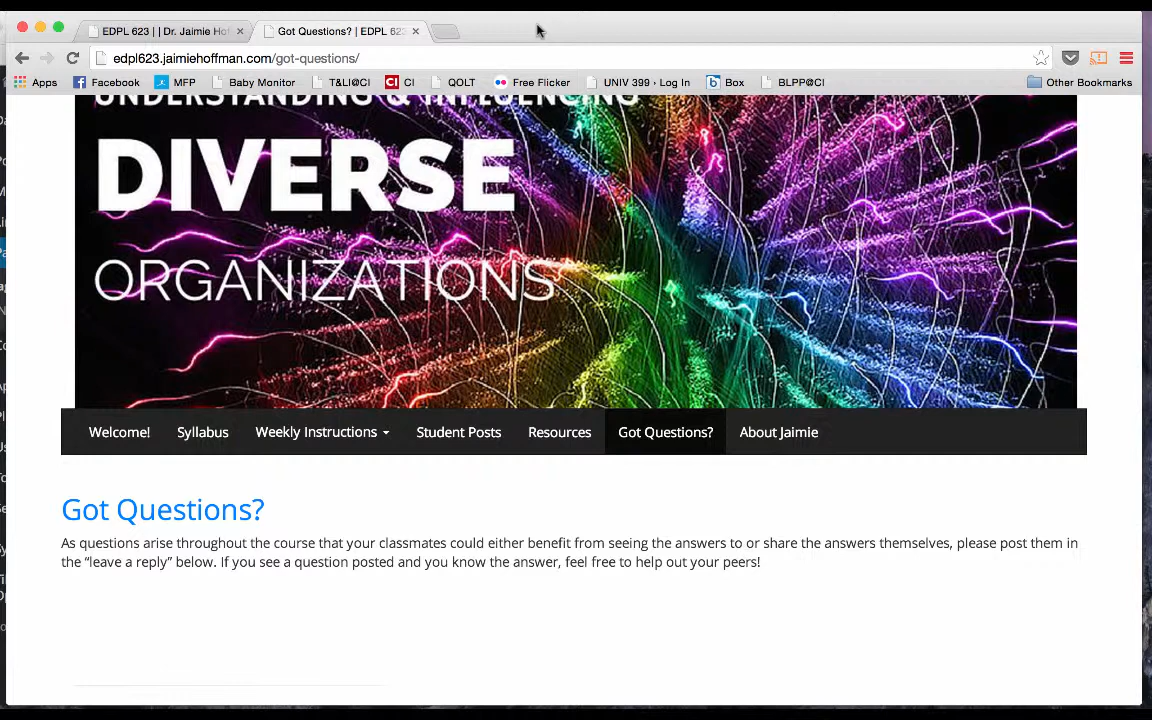 EDPL 623 | | Dr. Jaimie Ho
Got Questions? | EDPL 623
edpl623.jaimiehoffman.com/got-questions/
Apps Facebook MFP Baby Monitor T&LI@CI CI QOLT Free Flicker UNIV 399 › Log In Box BLPP@CI Other Bookmarks
UNDERSTANDING & INFLUENCING
DIVERSE
ORGANIZATIONS
Welcome! Syllabus Weekly Instructions Student Posts Resources Got Questions? About Jaimie
Got Questions?
As questions arise throughout the course that your classmates could either benefit from seeing the answers to or share the answers themselves, please post them in
the “leave a reply” below. If you see a question posted and you know the answer, feel free to help out your peers!